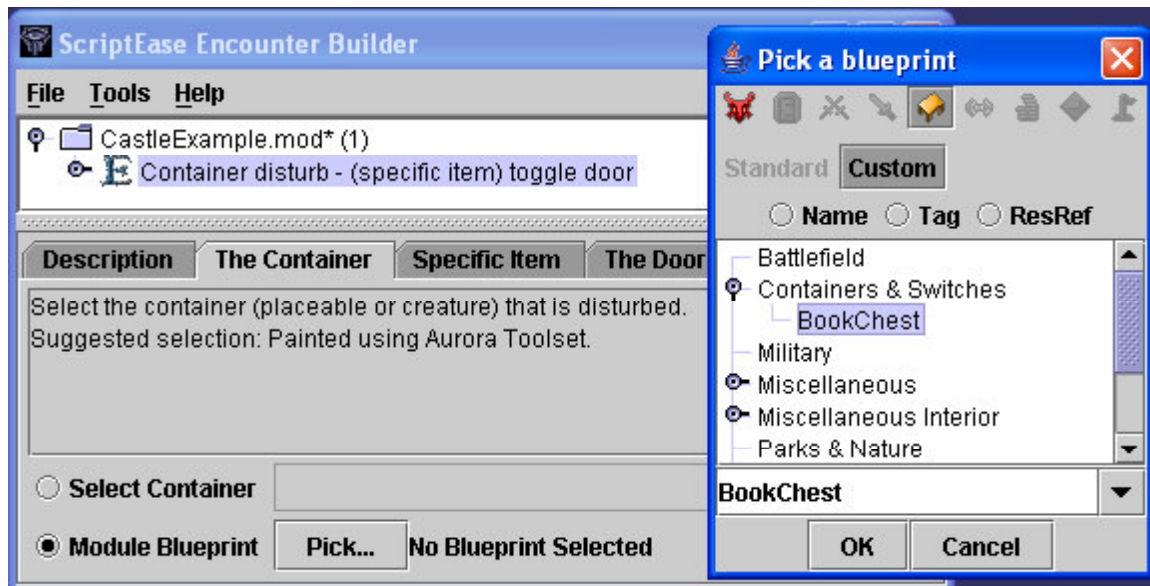 ScriptEase Encounter Builder
File Tools Help
CastleExample.mod* (1)
E Container disturb - (specific item) toggle door
Description The Container Specific Item The Door
Select the container (placeable or creature) that is disturbed.
Suggested selection: Painted using Aurora Toolset.
Select Container
Module Blueprint Pick... No Blueprint Selected
Pick a blueprint
Standard Custom
Name Tag ResRef
Battlefield
Containers & Switches
BookChest
Military
Miscellaneous
Miscellaneous Interior
Parks & Nature
BookChest
OK Cancel